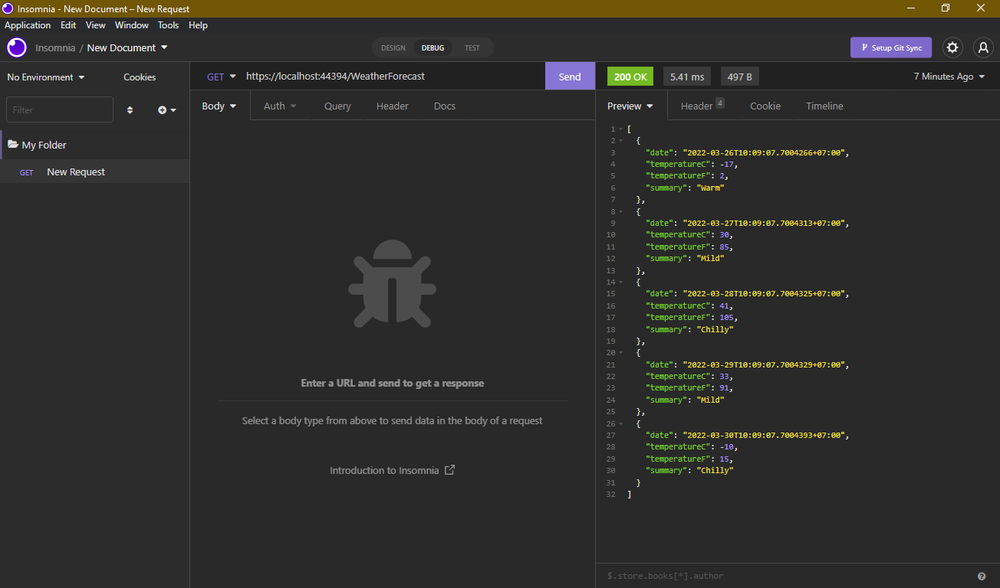 Insomnia - New Document – New Request
Application Edit View Window Tools Help
Insomnia / New Document
DESIGN DEBUG TEST
Setup Git Sync
No Environment Cookies
GET https://localhost:44394/WeatherForecast Send
200 OK 5.41 ms 497 B 7 Minutes Ago
Filter
Body Auth Query Header Docs
Preview Header 4 Cookie Timeline
My Folder
GET New Request
Enter a URL and send to get a response
Select a body type from above to send data in the body of a request
Introduction to Insomnia
1 [
2 {
3 "date": "2022-03-26T10:09:07.7004266+07:00",
4 "temperatureC": -17,
5 "temperatureF": 2,
6 "summary": "Warm"
7 },
8 {
9 "date": "2022-03-27T10:09:07.7004313+07:00",
10 "temperatureC": 30,
11 "temperatureF": 85,
12 "summary": "Mild"
13 },
14 {
15 "date": "2022-03-28T10:09:07.7004325+07:00",
16 "temperatureC": 41,
17 "temperatureF": 105,
18 "summary": "Chilly"
19 },
20 {
21 "date": "2022-03-29T10:09:07.7004329+07:00",
22 "temperatureC": 33,
23 "temperatureF": 91,
24 "summary": "Mild"
25 },
26 {
27 "date": "2022-03-30T10:09:07.7004393+07:00",
28 "temperatureC": -10,
29 "temperatureF": 15,
30 "summary": "Chilly"
31 }
32 ]
$.store.books[*].author